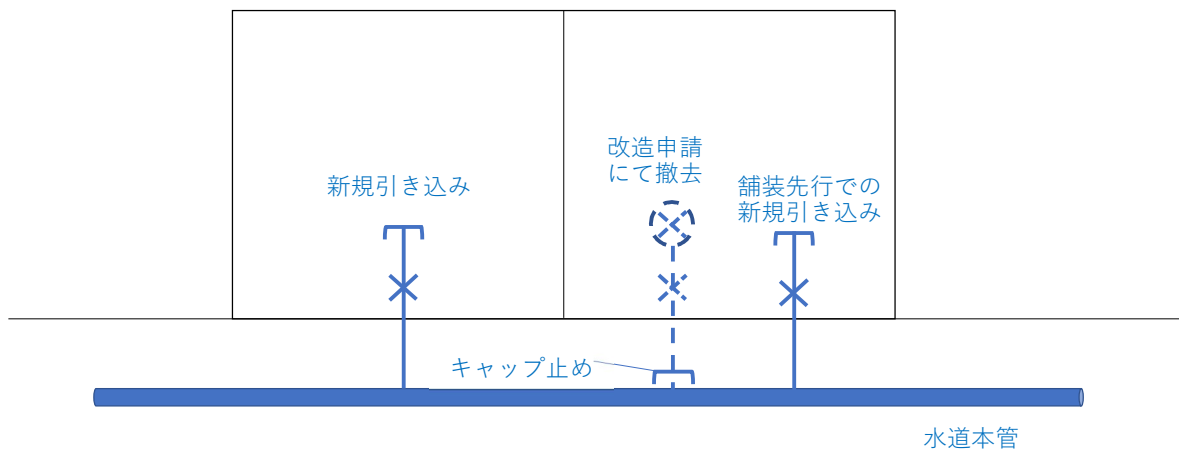 改造申請
にて撤去
新規引き込み
舗装先行での
新規引き込み
キャップ止め
水道本管